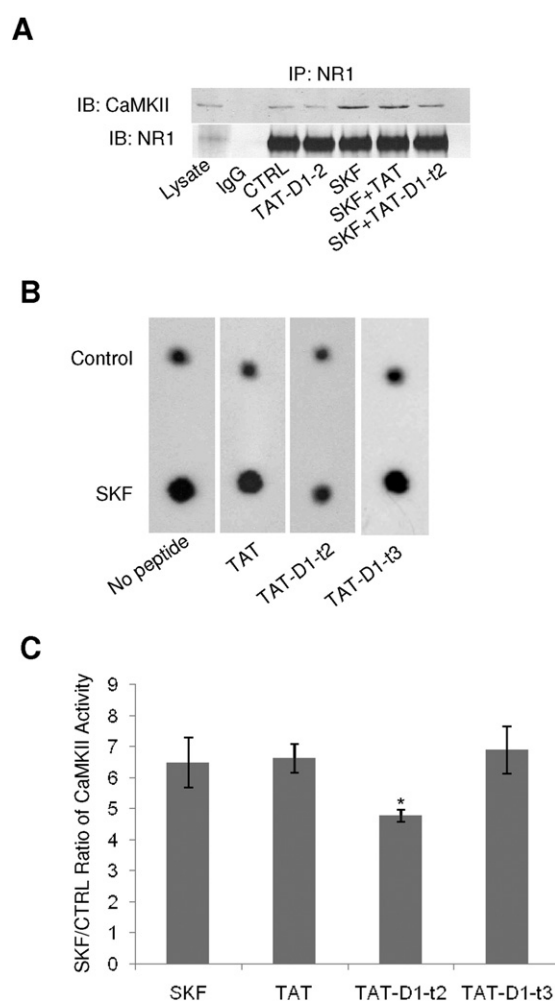 A
IP: NR1
IB: CaMKII
IB: NR1
Lysate
IgG
CTRL
TAT-D1-2
SKF
SKF+TAT
SKF+TAT-D1-t2
B
Control
SKF
No peptide
TAT
TAT-D1-t2
TAT-D1-t3
C
SKF/CTRL Ratio of CaMKII Activity
9
8
7
6
5
4
3
2
1
0
*
SKF
TAT
TAT-D1-t2
TAT-D1-t3